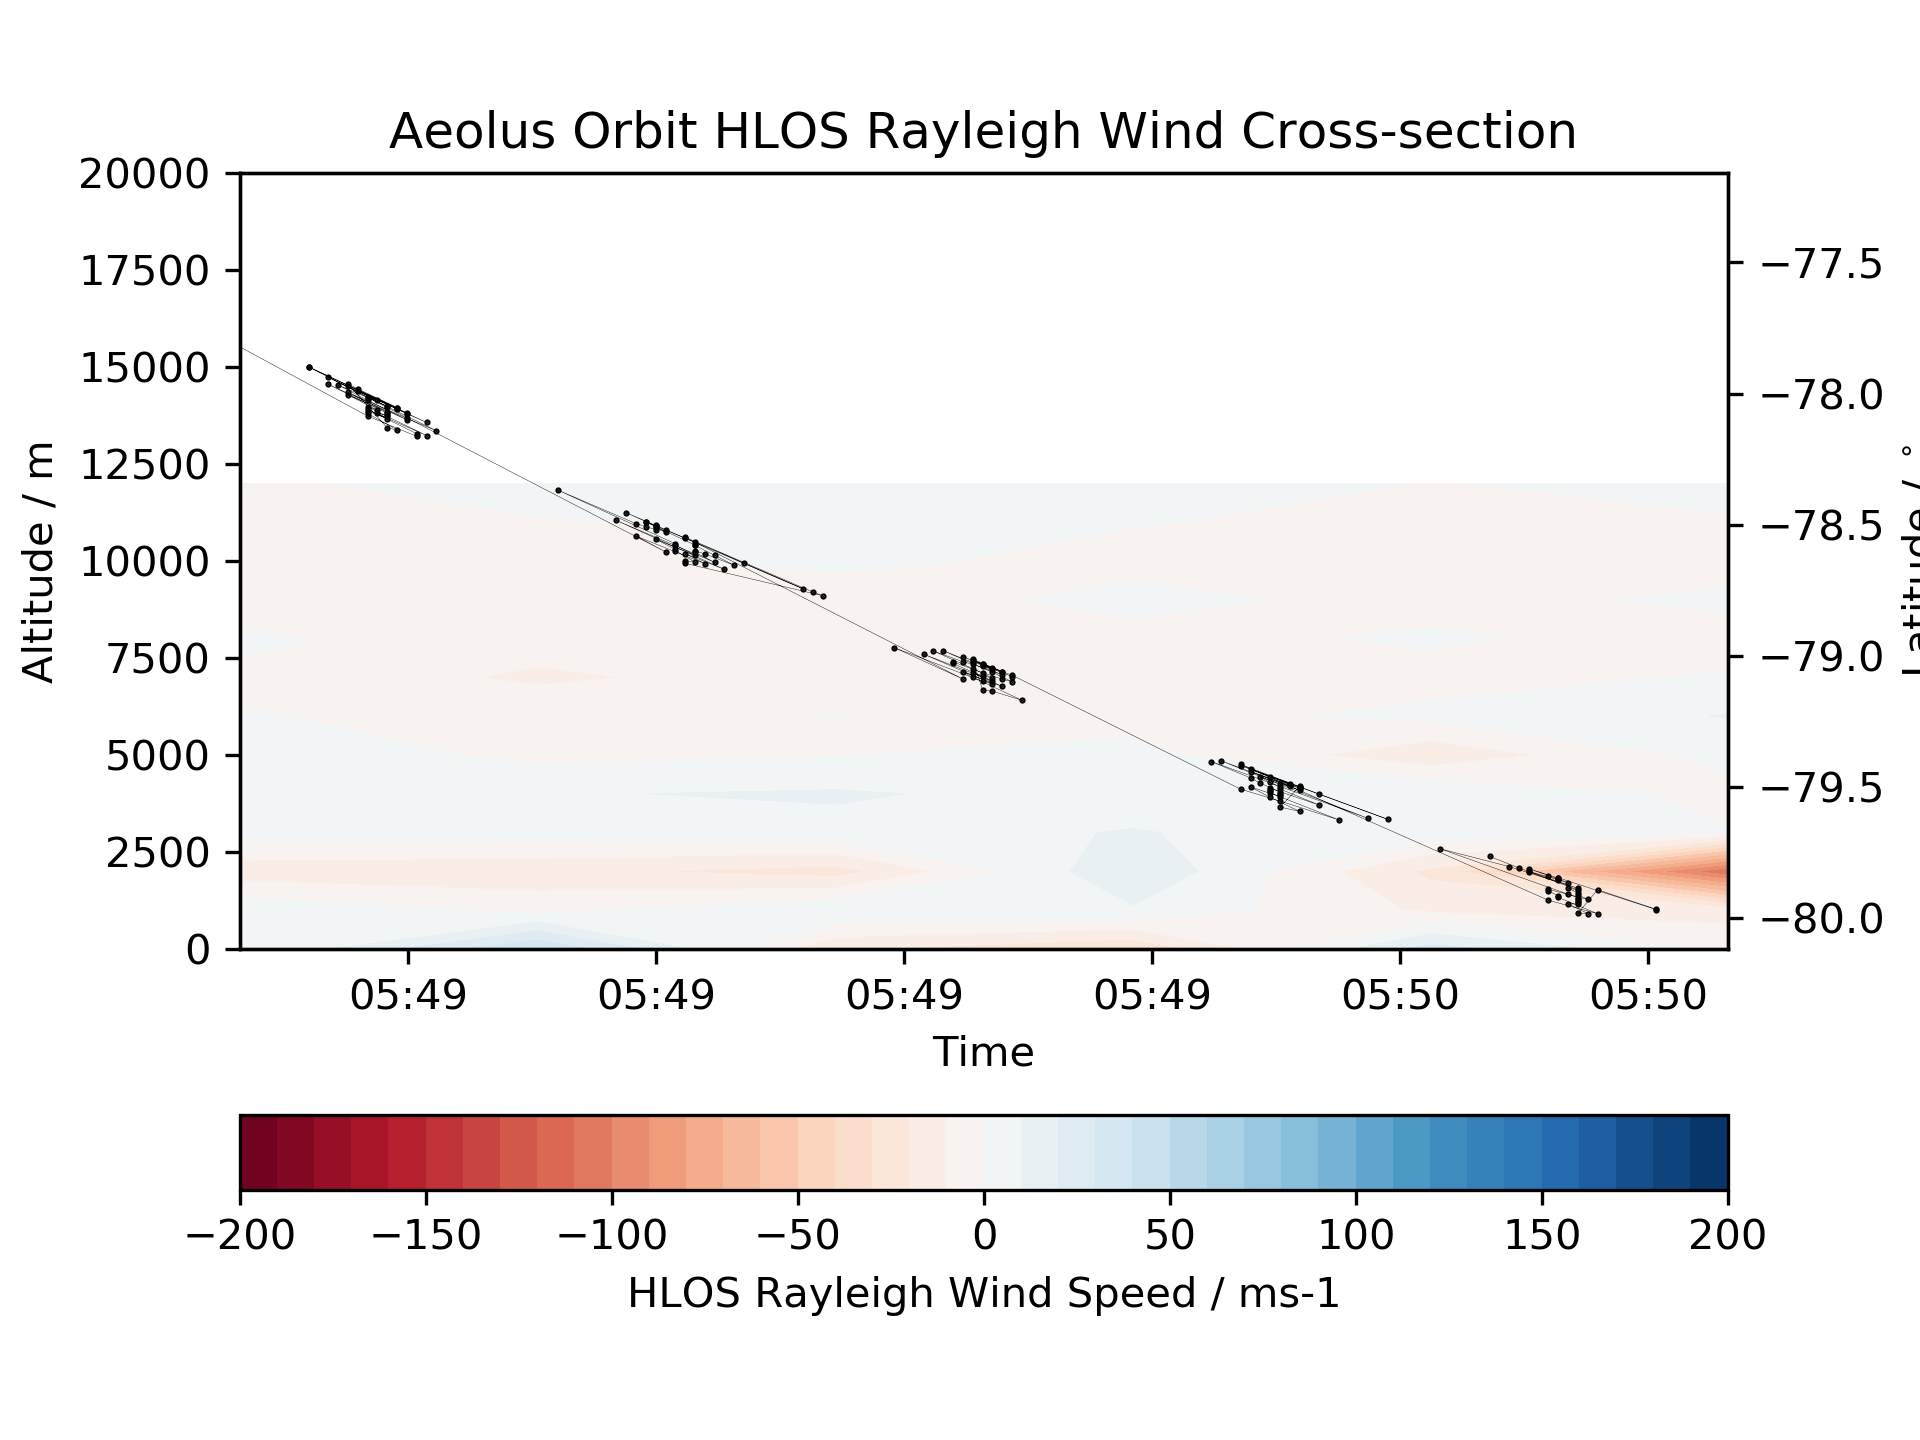 Aeolus Orbit HLOS Rayleigh Wind Cross-section
20000
17500
15000
12500
10000
7500
5000
2500
0
Altitude / m
−77.5
−78.0
−78.5
−79.0
−79.5
−80.0
Latitude / °
05:49 05:49 05:49 05:49 05:50 05:50
Time
−200 −150 −100 −50 0 50 100 150 200
HLOS Rayleigh Wind Speed / ms-1